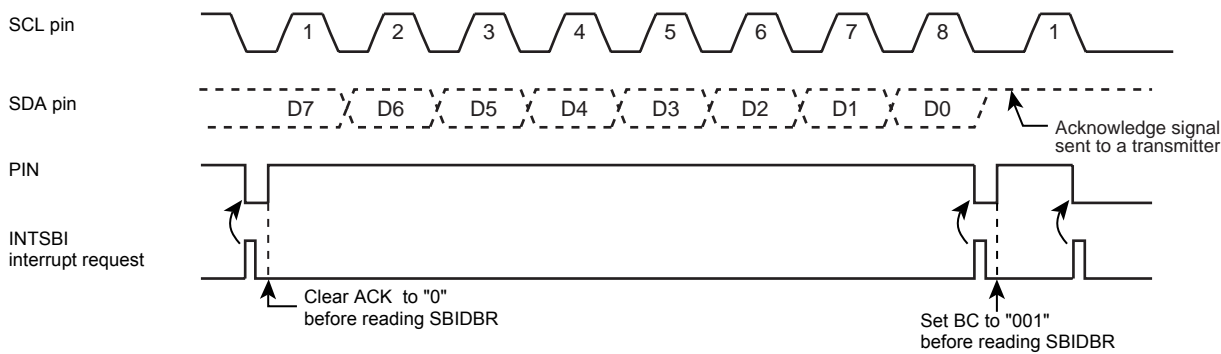 SCL pin
1 2 3 4 5 6 7 8 1
SDA pin
D7 D6 D5 D4 D3 D2 D1 D0
Acknowledge signal
sent to a transmitter
PIN
INTSBI
interrupt request
Clear ACK to "0"
before reading SBIDBR
Set BC to "001"
before reading SBIDBR